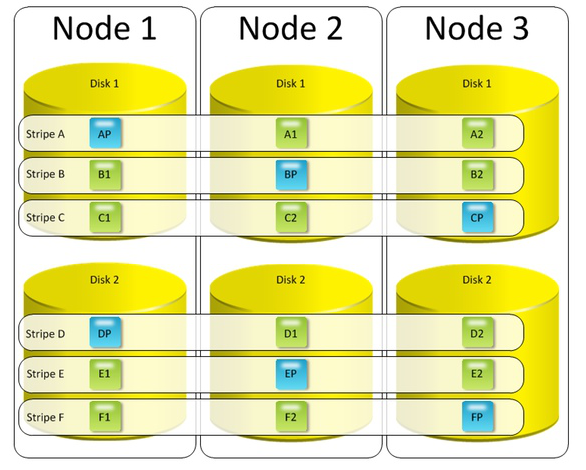 Node 1 Node 2 Node 3
Disk 1 Disk 1 Disk 1
Stripe A AP A1 A2
Stripe B B1 BP B2
Stripe C C1 C2 CP
Disk 2 Disk 2 Disk 2
Stripe D DP D1 D2
Stripe E E1 EP E2
Stripe F F1 F2 FP